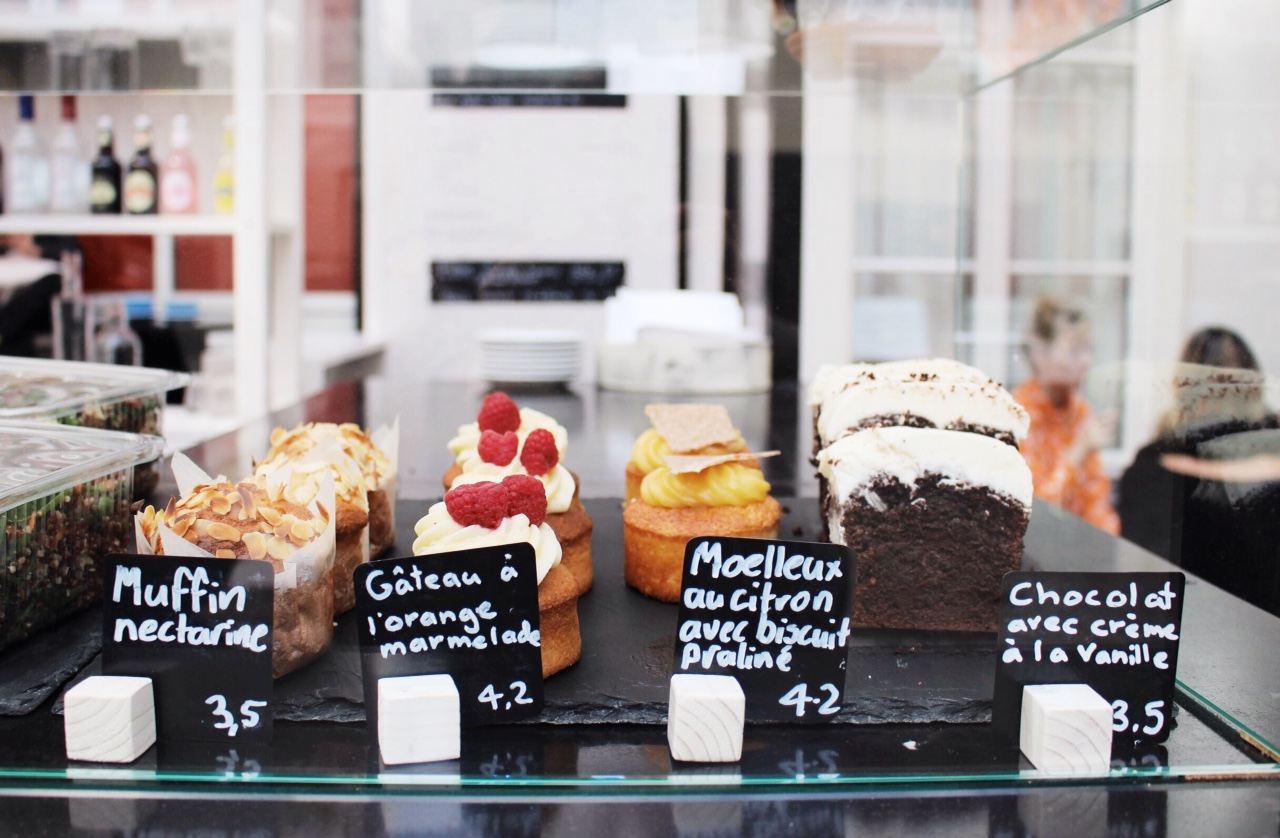 Muffin
nectarine
3,5
Gâteau à
l'orange
marmelade
4,2
Moelleux
au citron
avec biscuit
praliné
4.2
Chocolat
avec crème
à la vanille
3,5